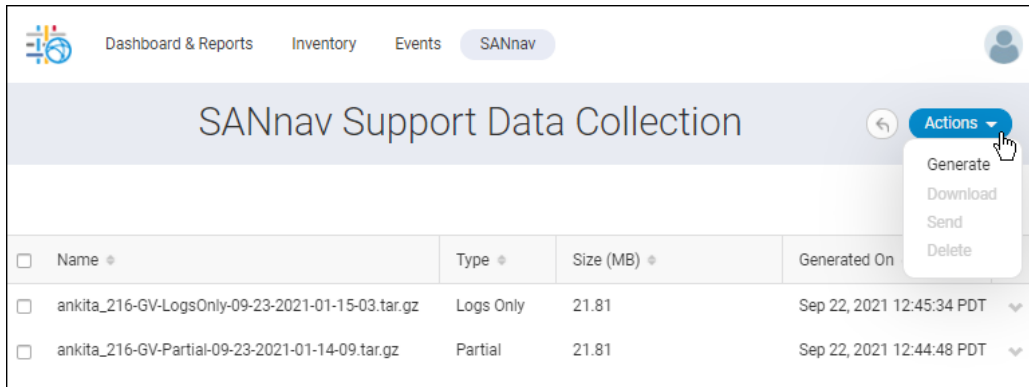 Dashboard & Reports Inventory Events SANnav
SANnav Support Data Collection
Actions
Generate
Download
Send
Delete
Name Type Size (MB) Generated On
ankita_216-GV-LogsOnly-09-23-2021-01-15-03.tar.gz Logs Only 21.81 Sep 22, 2021 12:45:34 PDT
ankita_216-GV-Partial-09-23-2021-01-14-09.tar.gz Partial 21.81 Sep 22, 2021 12:44:48 PDT